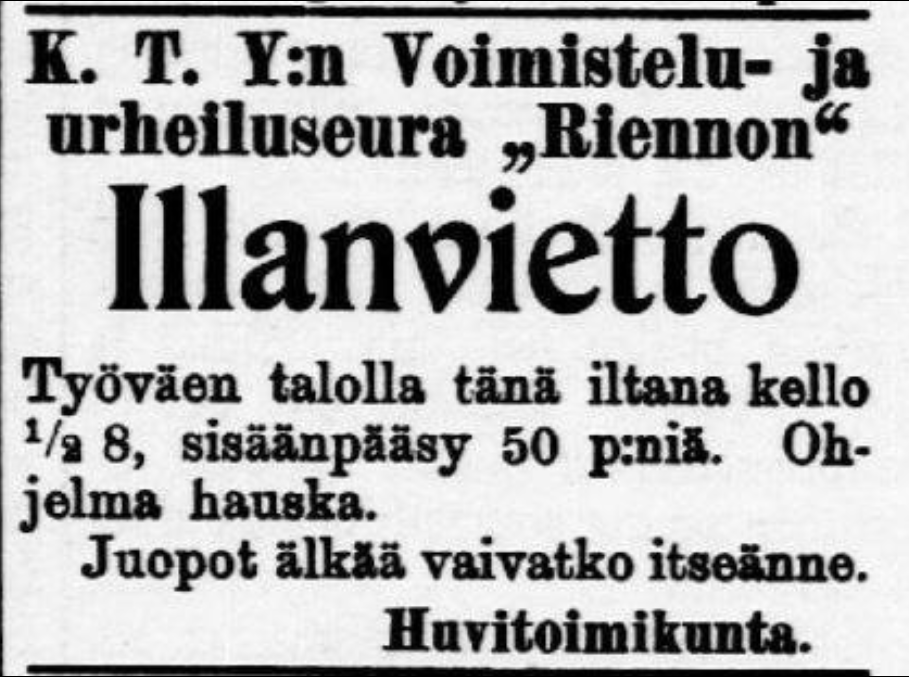 K. T. Y:n Voimistelu- ja
urheiluseura „Riennon“
Illanvietto
Työväen talolla tänä iltana kello
1/2 8, sisäänpääsy 50 p:niä. Oh-
jelma hauska.
Juopot älkää vaivatko itseänne.
Huvitoimikunta.